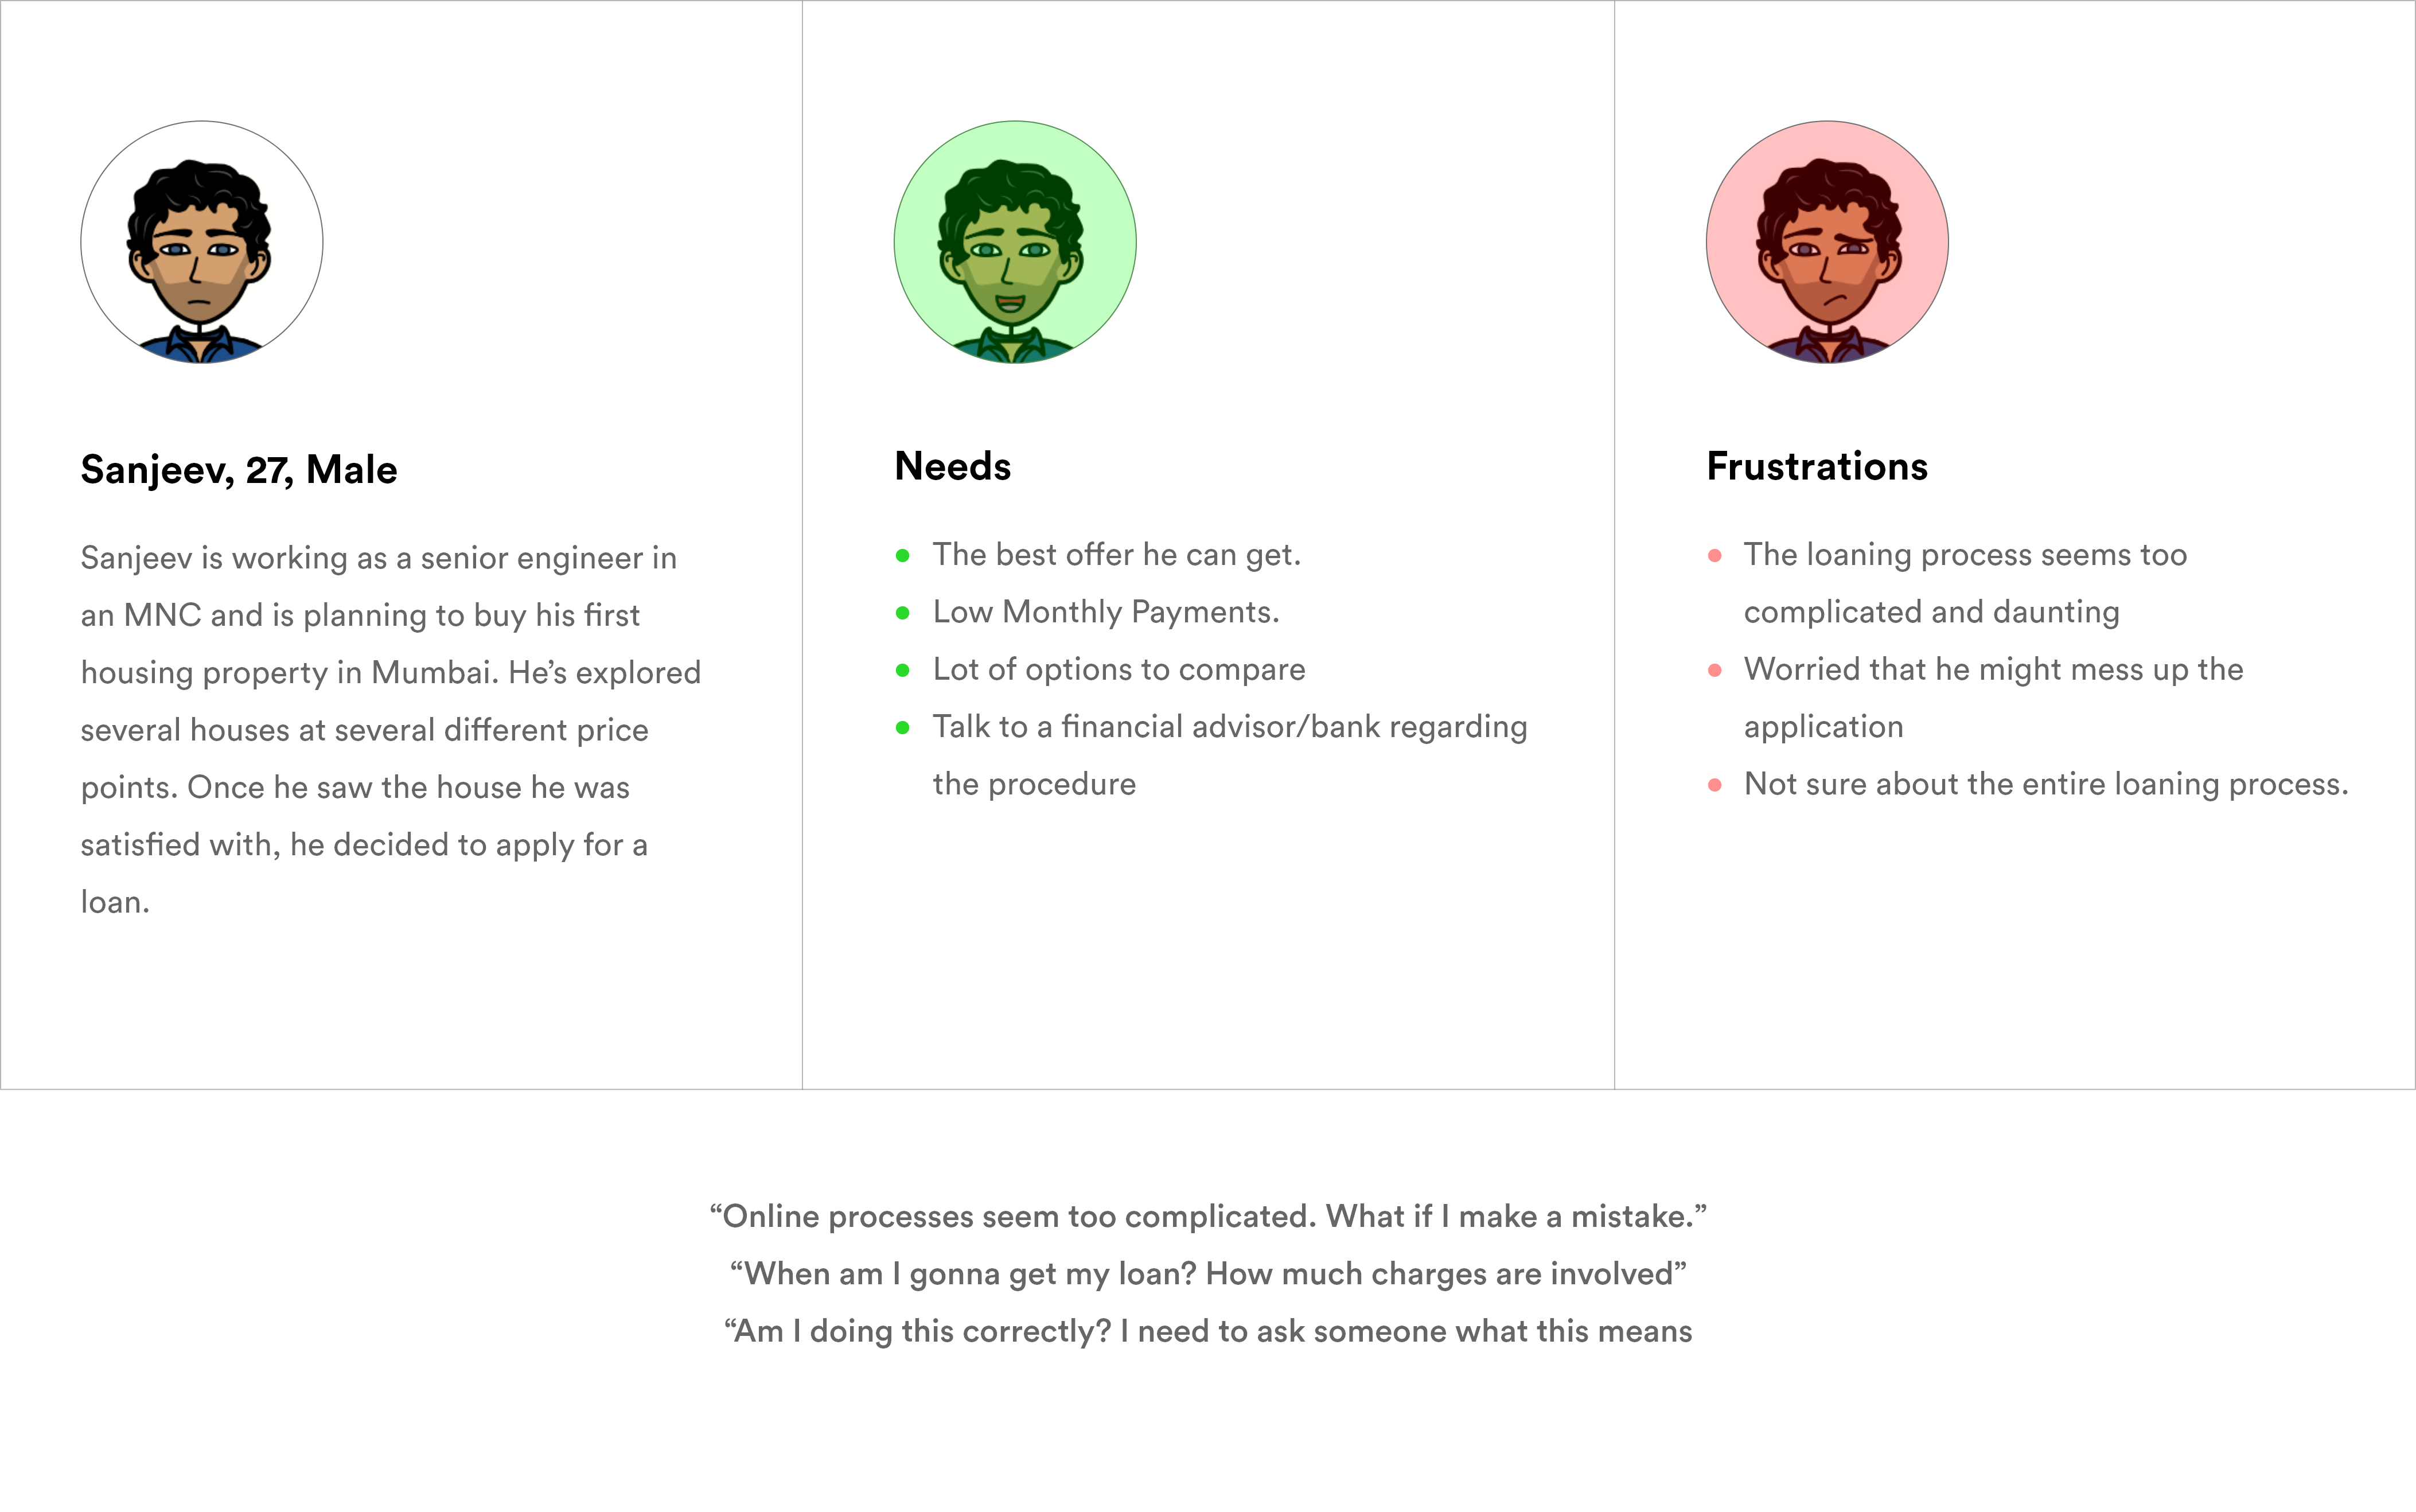 Sanjeev, 27, Male
Sanjeev is working as a senior engineer in
an MNC and is planning to buy his first
housing property in Mumbai. He’s explored
several houses at several different price
points. Once he saw the house he was
satisfied with, he decided to apply for a
loan.
Needs
The best offer he can get.
Low Monthly Payments.
Lot of options to compare
Talk to a financial advisor/bank regarding
the procedure
Frustrations
The loaning process seems too
complicated and daunting
Worried that he might mess up the
application
Not sure about the entire loaning process.
“Online processes seem too complicated. What if I make a mistake.”
“When am I gonna get my loan? How much charges are involved”
“Am I doing this correctly? I need to ask someone what this means